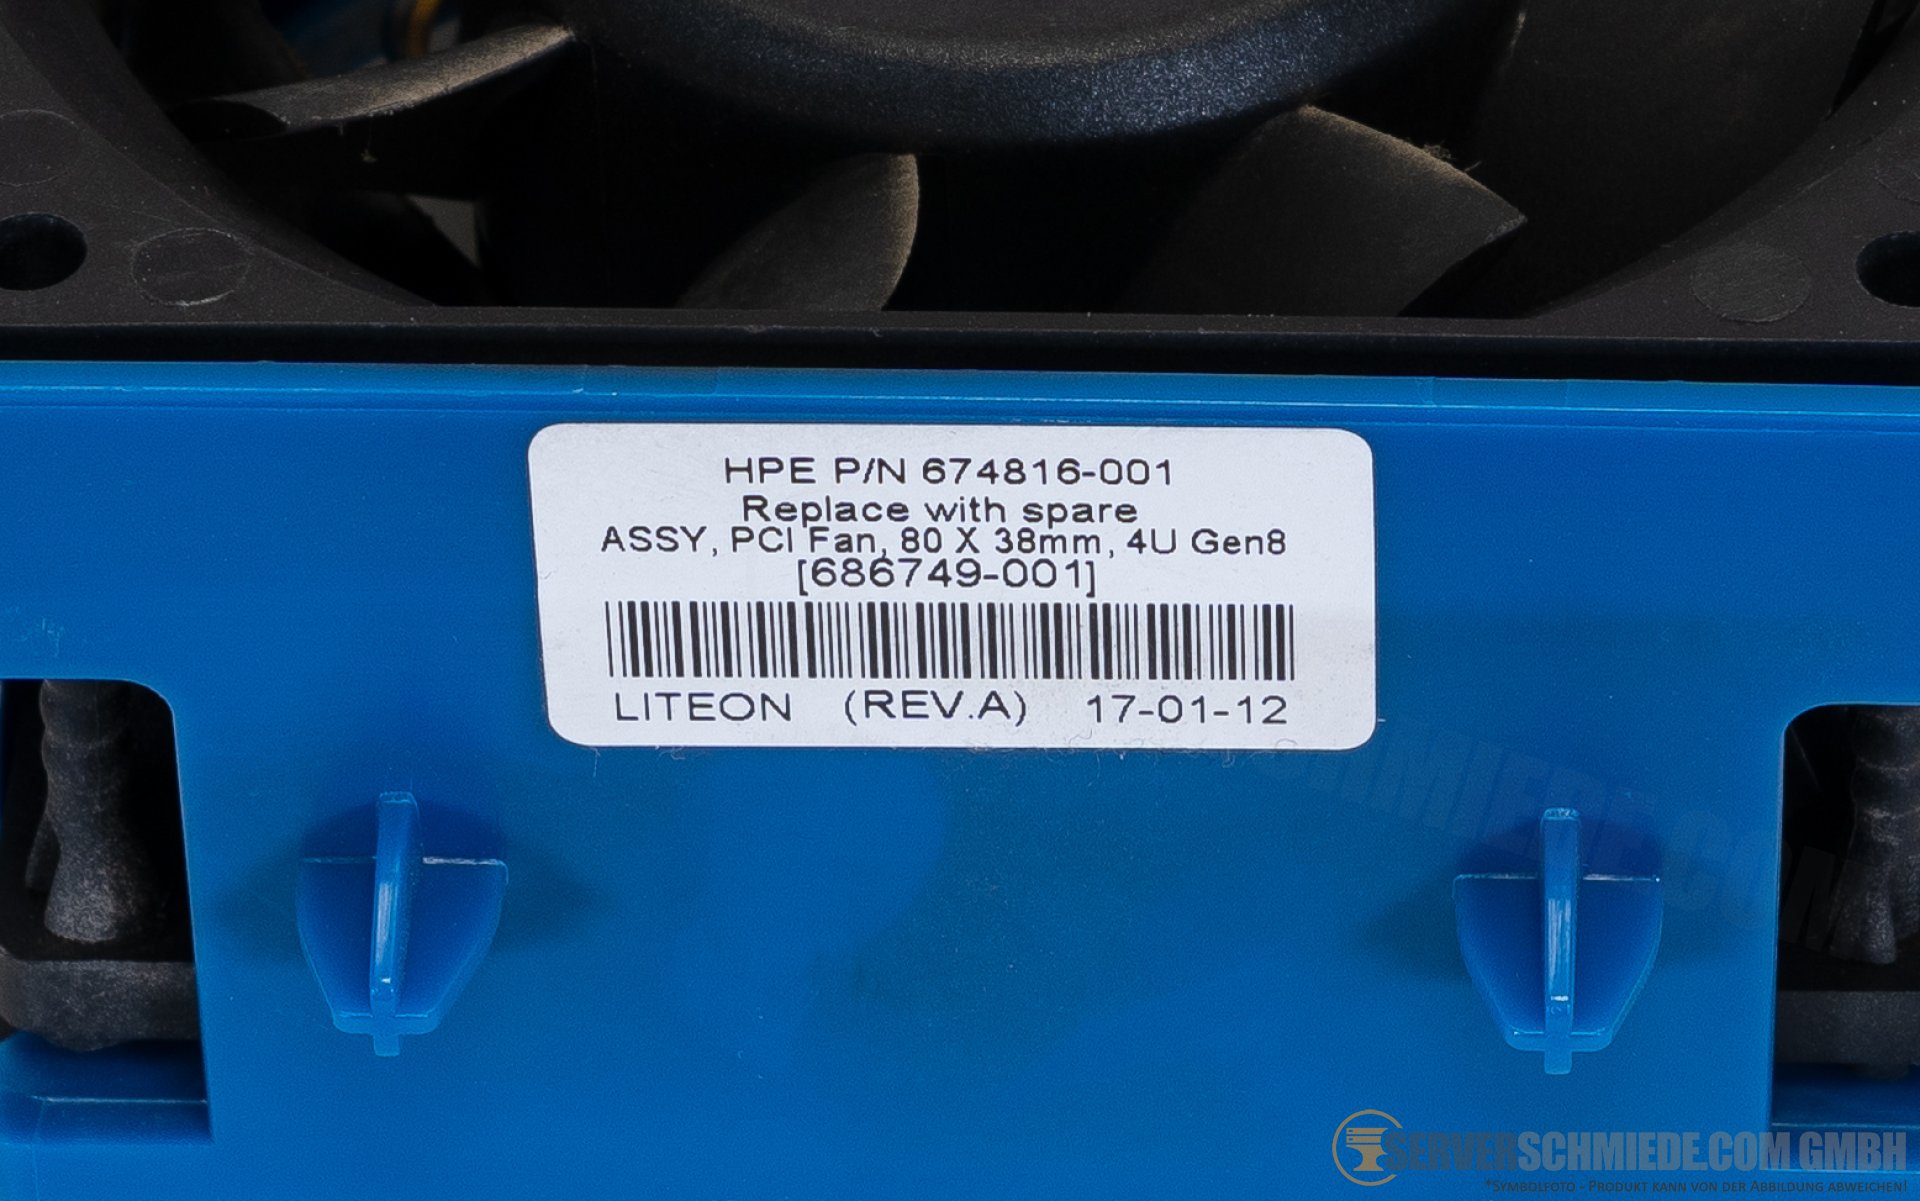 HPE P/N 674816-001
Replace with spare
ASSY, PCI Fan, 80 X 38mm, 4U Gen8
[686749-001]
LITEON (REV.A) 17-01-12
SERVERSCHMIEDE.COM GMBH
*Symbolfoto - Produkt kann von der Abbildung abweichen!